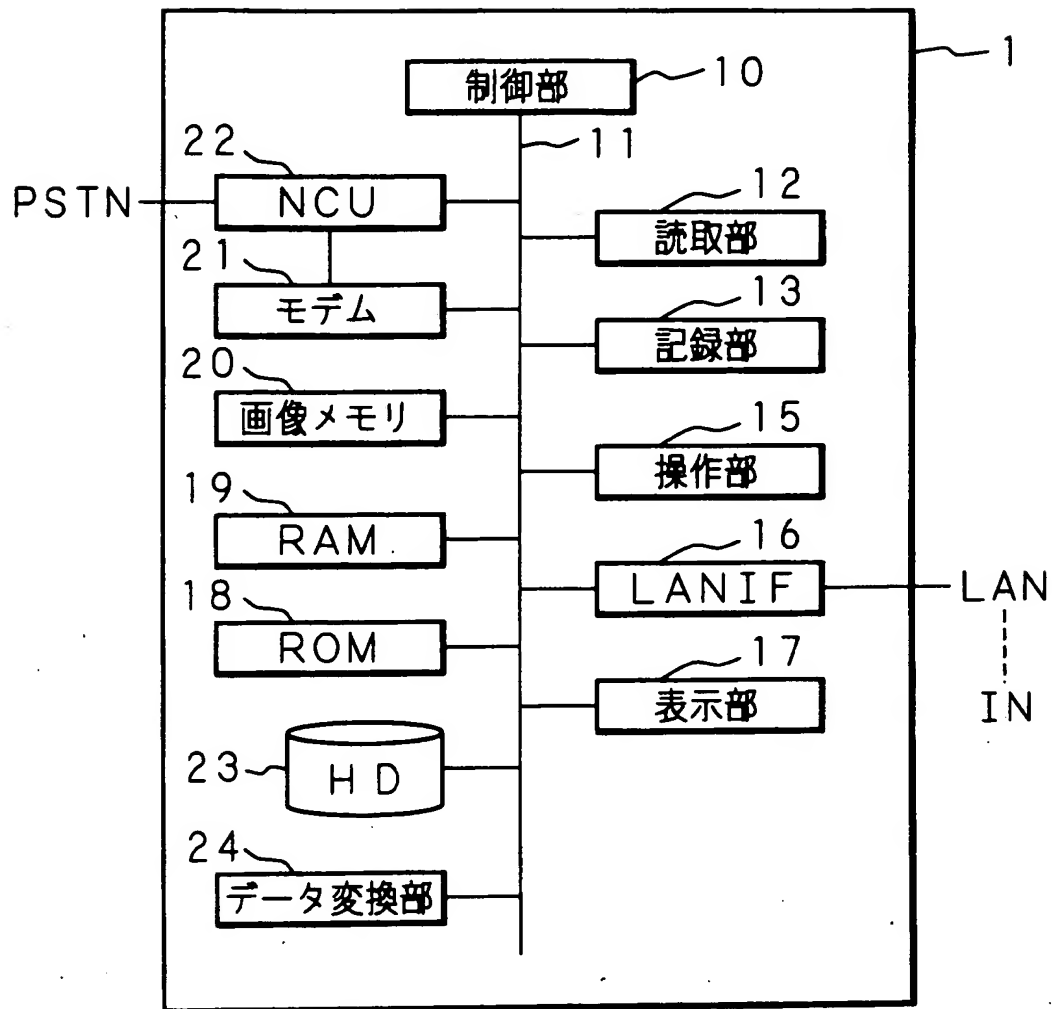 1
制御部
10
11
22
PSTN
NCU
12
読取部
21
モデム
13
記録部
20
画像メモリ
15
操作部
19
RAM
16
LANIF
LAN
18
ROM
17
表示部
IN
23
HD
24
データ変換部